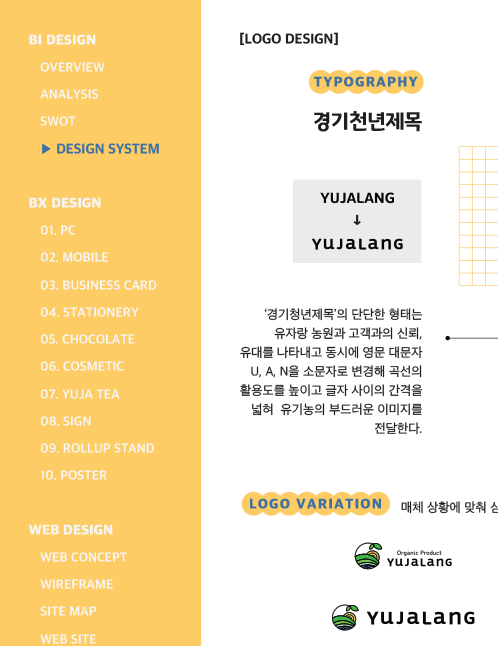 BI DESIGN
OVERVIEW
ANALYSIS
SWOT
▶ DESIGN SYSTEM
BX DESIGN
01. PC
02. MOBILE
03. BUSINESS CARD
04. STATIONERY
05. CHOCOLATE
06. COSMETIC
07. YUJA TEA
08. SIGN
09. ROLLUP STAND
10. POSTER
WEB DESIGN
WEB CONCEPT
WIREFRAME
SITE MAP
WEB SITE
[LOGO DESIGN]
TYPOGRAPHY
경기천년제목
YUJALANG
↓
YuJaLanG
'경기청년제목'의 단단한 형태는
유자랑 농원과 고객과의 신뢰,
유대를 나타내고 동시에 영문 대문자
U, A, N을 소문자로 변경해 곡선의
활용도를 높이고 글자 사이의 간격을
넓혀 유기농의 부드러운 이미지를
전달한다.
LOGO VARIATION
매체 상황에 맞춰
Organic Product
YuJaLanG
YuJaLanG